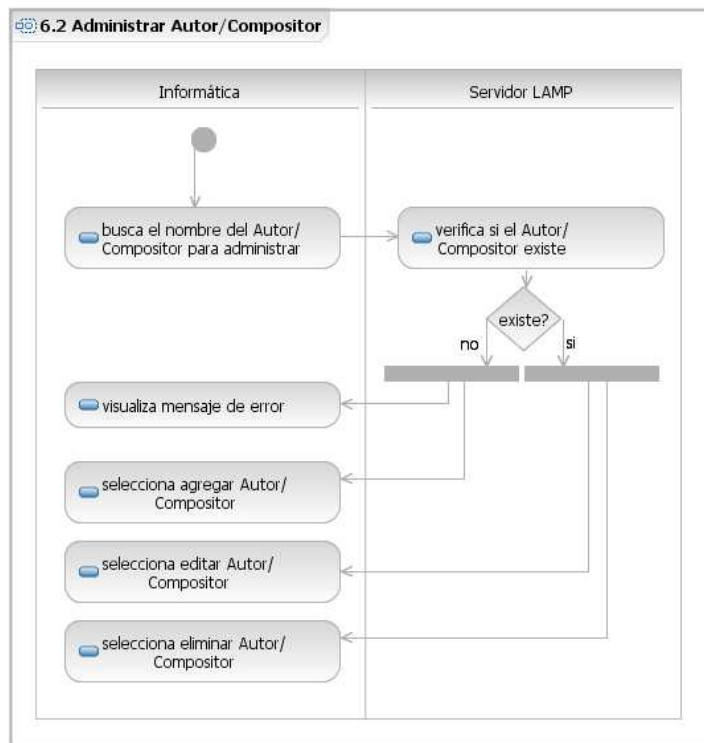 6.2 Administrar Autor/Compositor
Informática
Servidor LAMP
busca el nombre del Autor/
Compositor para administrar
verifica si el Autor/
Compositor existe
existe?
no
si
visualiza mensaje de error
selecciona agregar Autor/
Compositor
selecciona editar Autor/
Compositor
selecciona eliminar Autor/
Compositor